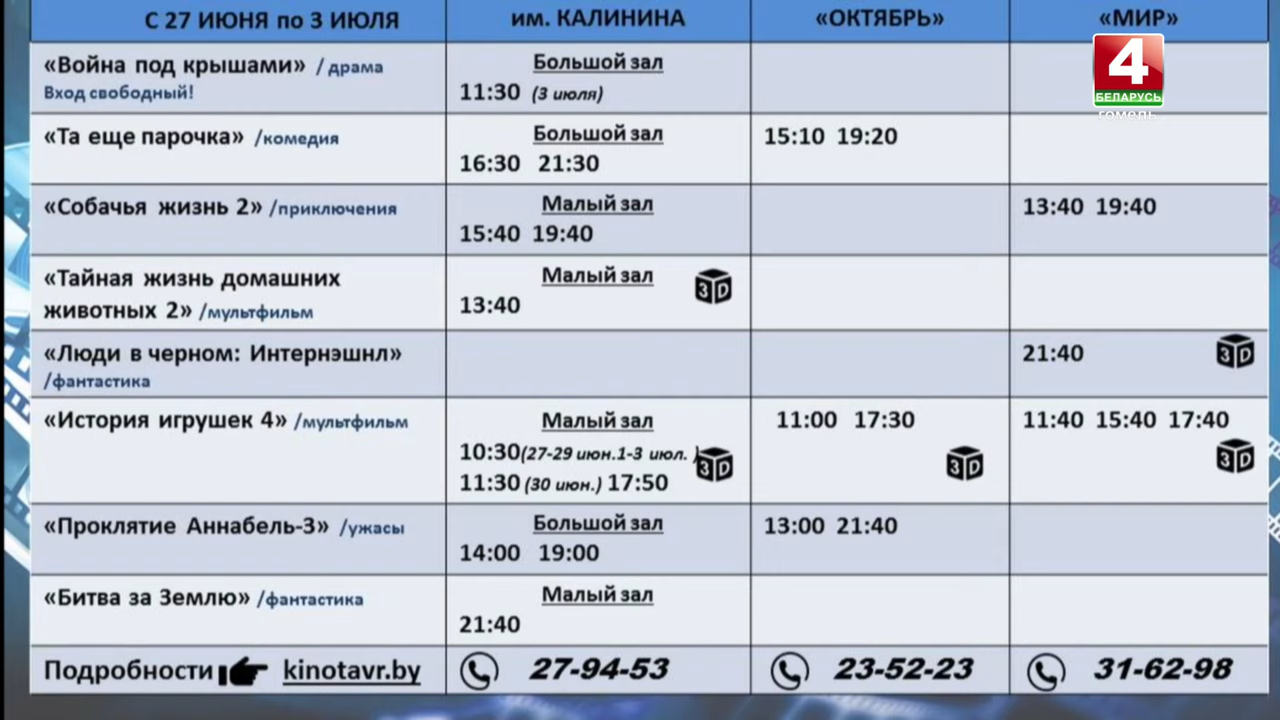 С 27 ИЮНЯ по 3 ИЮЛЯ им. КАЛИНИНА «ОКТЯБРЬ» «МИР»
4
БЕЛАРУСЬ
гомель
«Война под крышами» / драма
Вход свободный!
Большой зал
11:30 (3 июля)
«Та еще парочка» /комедия
Большой зал
16:30 21:30
15:10 19:20
«Собачья жизнь 2» /приключения
Малый зал
15:40 19:40
13:40 19:40
«Тайная жизнь домашних
животных 2» /мультфильм
Малый зал
13:40
3D
«Люди в черном: Интернэшнл»
/фантастика
21:40
3D
«История игрушек 4» /мультфильм
Малый зал
10:30(27-29 июн.1-3 июл. )
11:30 (30 июн.) 17:50
3D
11:00 17:30
3D
11:40 15:40 17:40
3D
«Проклятие Аннабель-3» /ужасы
Большой зал
14:00 19:00
13:00 21:40
«Битва за Землю» /фантастика
Малый зал
21:40
Подробности kinotavr.by 27-94-53 23-52-23 31-62-98